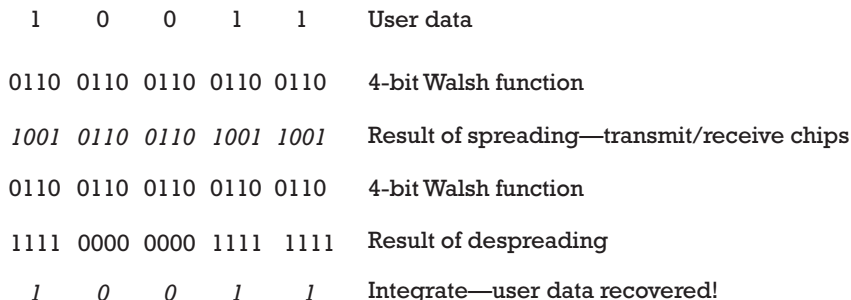 1 0 0 1 1 User data
0110 0110 0110 0110 0110 4-bit Walsh function
1001 0110 0110 1001 1001 Result of spreading—transmit/receive chips
0110 0110 0110 0110 0110 4-bit Walsh function
1111 0000 0000 1111 1111 Result of despreading
1 0 0 1 1 Integrate—user data recovered!